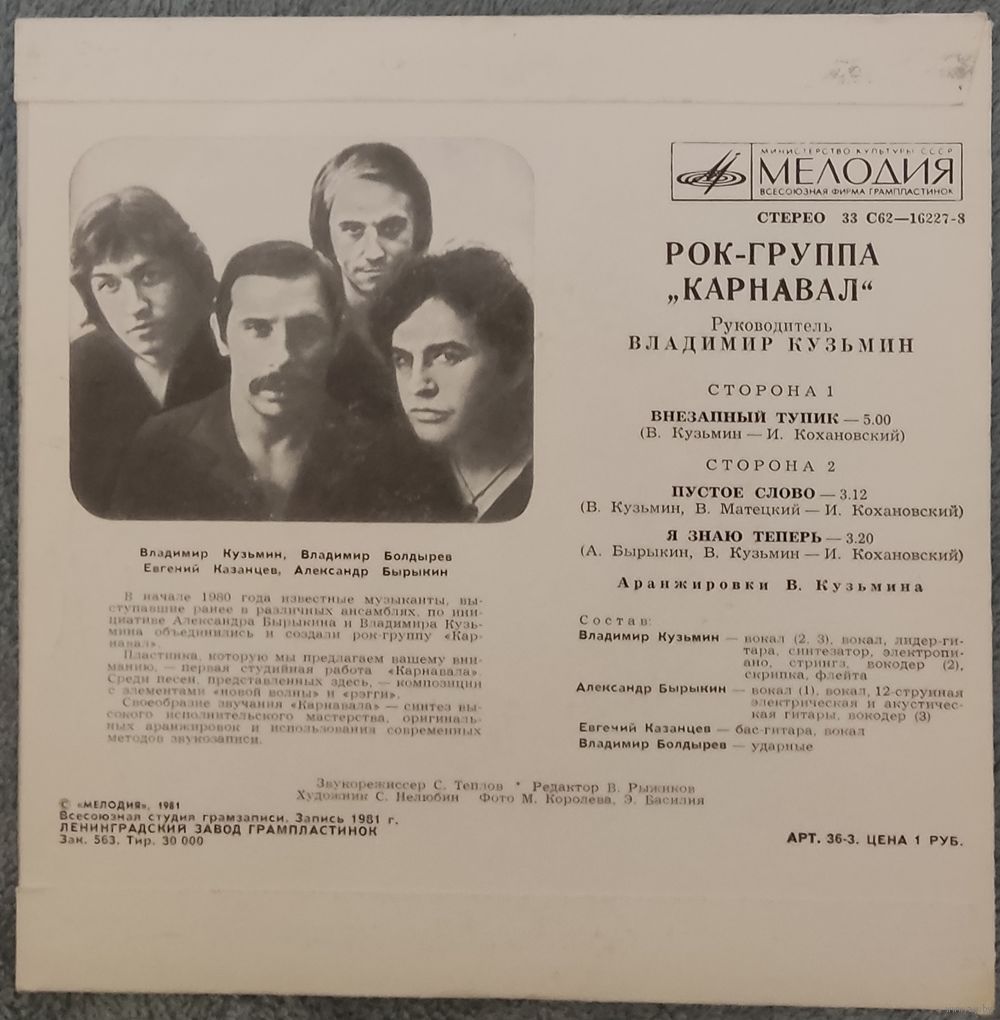 МИНИСТЕРСТВО КУЛЬТУРЫ СССР
МЕЛОДИЯ
ВСЕСОЮЗНАЯ ФИРМА ГРАМПЛАСТИНОК
СТЕРЕО 33 С62—16227-8
РОК-ГРУППА
„КАРНАВАЛ“
Руководитель
ВЛАДИМИР КУЗЬМИН
СТОРОНА 1
ВНЕЗАПНЫЙ ТУПИК — 5.00
(В. Кузьмин — И. Кохановский)
СТОРОНА 2
ПУСТОЕ СЛОВО — 3.12
(В. Кузьмин, В. Матецкий — И. Кохановский)
Я ЗНАЮ ТЕПЕРЬ — 3.20
(А. Бырыкин, В. Кузьмин — И. Кохановский)
Аранжировки В. Кузьмина
Состав:
Владимир Кузьмин — вокал (2, 3), вокал, лидер-ги-
тара, синтезатор, электропи-
ано, стрингз, вокодер (2),
скрипка, флейта
Александр Бырыкин — вокал (1), вокал, 12-струнная
электрическая и акустичес-
кая гитары, вокодер (3)
Евгений Казанцев — бас-гитара, вокал
Владимир Болдырев — ударные
Владимир Кузьмин, Владимир Болдырев
Евгений Казанцев, Александр Бырыкин
В начале 1980 года известные музыканты, вы-
ступавшие ранее в различных ансамблях, по ини-
циативе Александра Бырыкина и Владимира Кузь-
мина объединились и создали рок-группу «Кар-
навал».
Пластинка, которую мы предлагаем вашему вни-
манию, — первая студийная работа «Карнавала».
Среди песен, представленных здесь, — композиции
с элементами «новой волны» и «рэгги».
Своеобразие звучания «Карнавала» — синтез вы-
сокого исполнительского мастерства, оригиналь-
ных аранжировок и использования современных
методов звукозаписи.
Звукорежиссер С. Теплов * Редактор В. Рыжиков
Художник С. Нелюбин Фото М. Королева, Э. Басилия
© «МЕЛОДИЯ», 1981
Всесоюзная студия грамзаписи. Запись 1981 г.
ЛЕНИНГРАДСКИЙ ЗАВОД ГРАМПЛАСТИНОК
Зак. 563. Тир. 30 000
АРТ. 36-3. ЦЕНА 1 РУБ.